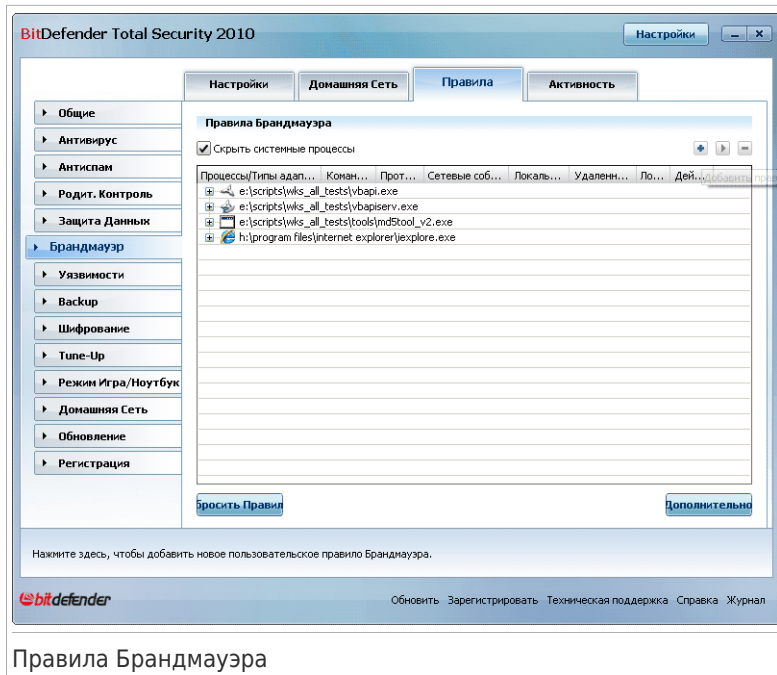 BitDefender Total Security 2010
Настройки
Настройки
Домашняя Сеть
Правила
Активность
Общие
Антивирус
Антиспам
Родит. Контроль
Защита Данных
Брандмауэр
Уязвимости
Backup
Шифрование
Tune-Up
Режим Игра/Ноутбук
Домашняя Сеть
Обновление
Регистрация
Правила Брандмауэра
Скрыть системные процессы
Процессы/Типы адап... Коман... Прот... Сетевые соб... Локаль... Удаленн... Ло... Дей...
Добавить прав
e:\scripts\wks_all_tests\vbapi.exe
e:\scripts\wks_all_tests\vbapiserv.exe
e:\scripts\wks_all_tests\tools\md5tool_v2.exe
h:\program files\internet explorer\iexplore.exe
бросить Правил
Дополнительно
Нажмите здесь, чтобы добавить новое пользовательское правило Брандмауэра.
bitdefender
Обновить Зарегистрировать Техническая поддержка Справка Журнал
Правила Брандмауэра